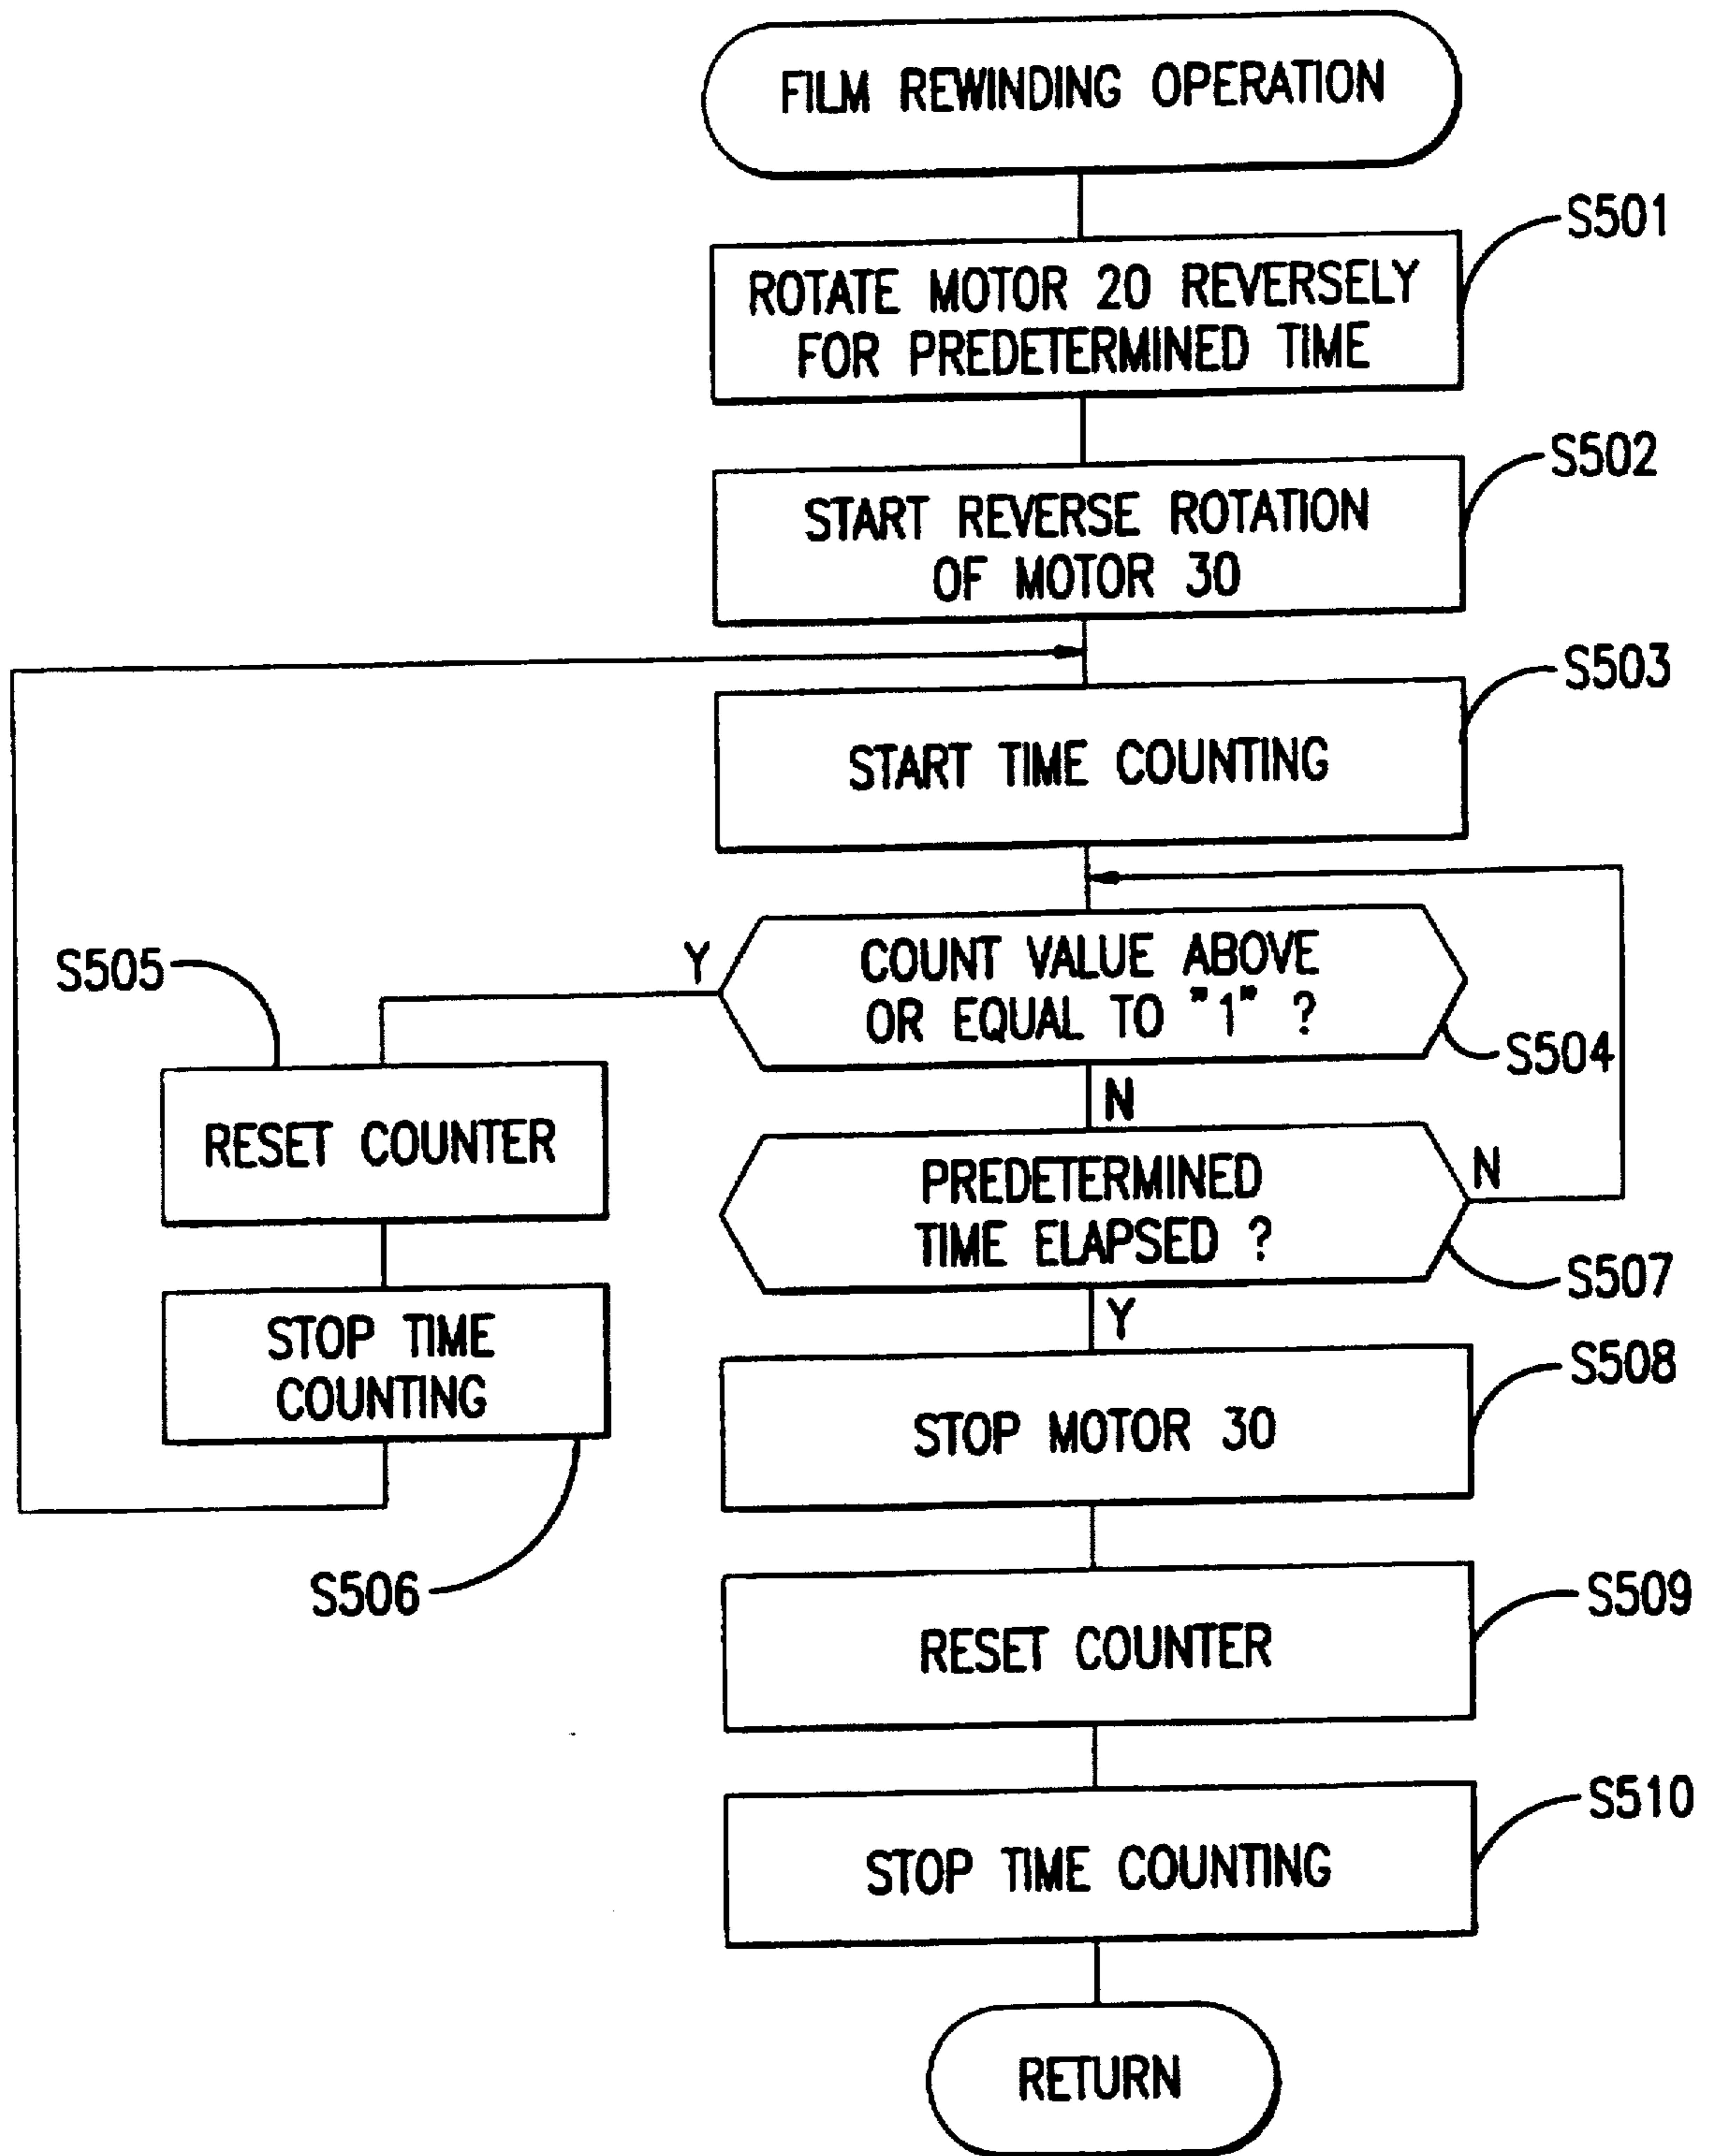 FILM REWINDING OPERATION
S501
ROTATE MOTOR 20 REVERSELY
FOR PREDETERMINED TIME
S502
START REVERSE ROTATION
OF MOTOR 30
S503
START TIME COUNTING
S504
COUNT VALUE ABOVE
OR EQUAL TO "1" ?
Y
N
S505
RESET COUNTER
STOP TIME
COUNTING
S506
PREDETERMINED
TIME ELAPSED ?
N
S507
Y
S508
STOP MOTOR 30
S509
RESET COUNTER
S510
STOP TIME COUNTING
RETURN